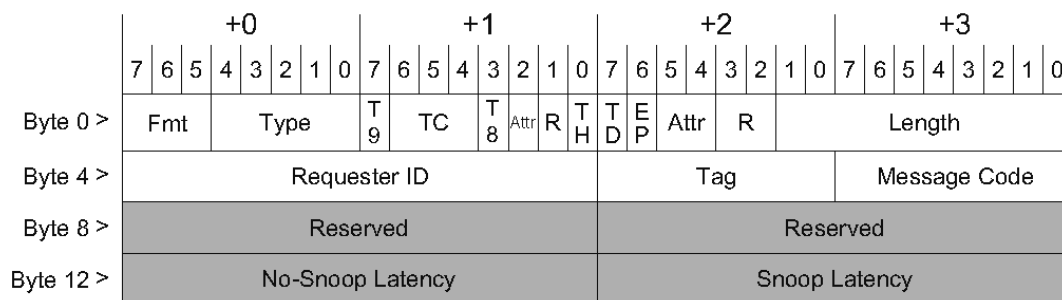 +0 +1 +2 +3
7 6 5 4 3 2 1 0 7 6 5 4 3 2 1 0 7 6 5 4 3 2 1 0 7 6 5 4 3 2 1 0
Byte 0 > Fmt Type T9 TC T8 Attr R TH TD EP Attr R Length
Byte 4 > Requester ID Tag Message Code
Byte 8 > Reserved Reserved
Byte 12 > No-Snoop Latency Snoop Latency